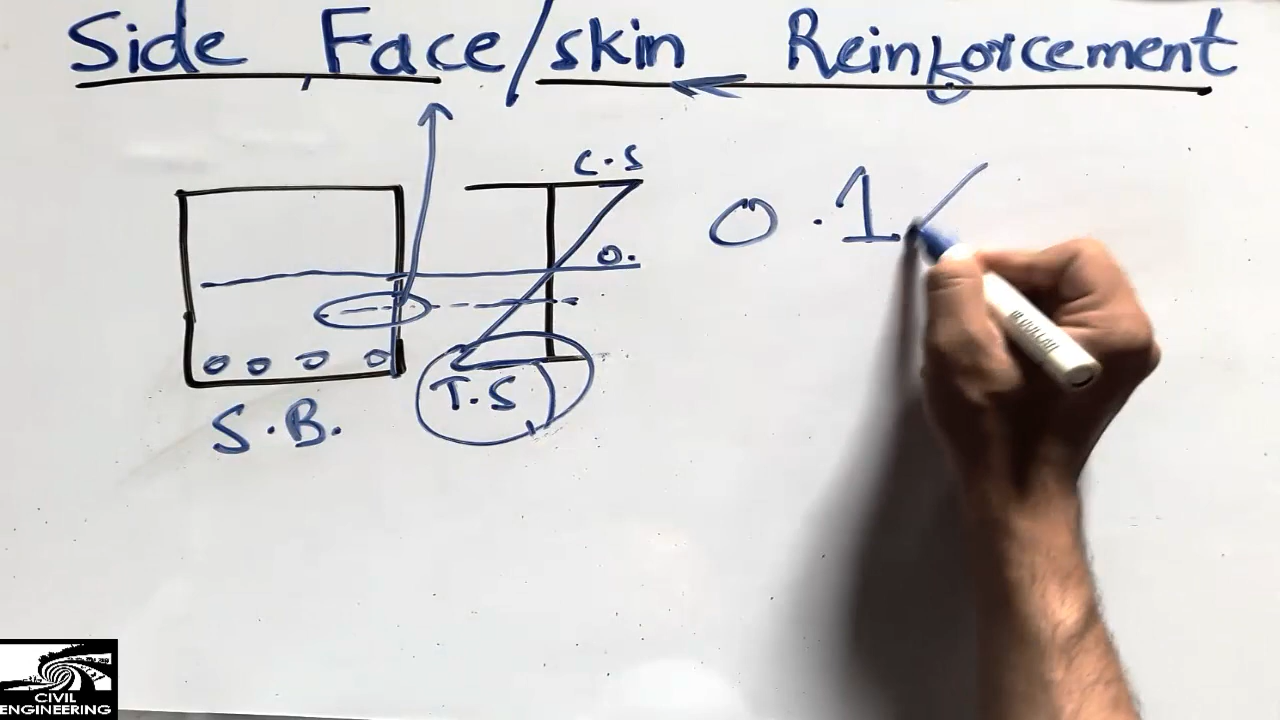 Side Face/skin Reinforcement
C.S
0.1
0.
T.S
S.B.
CIVIL
ENGINEERING